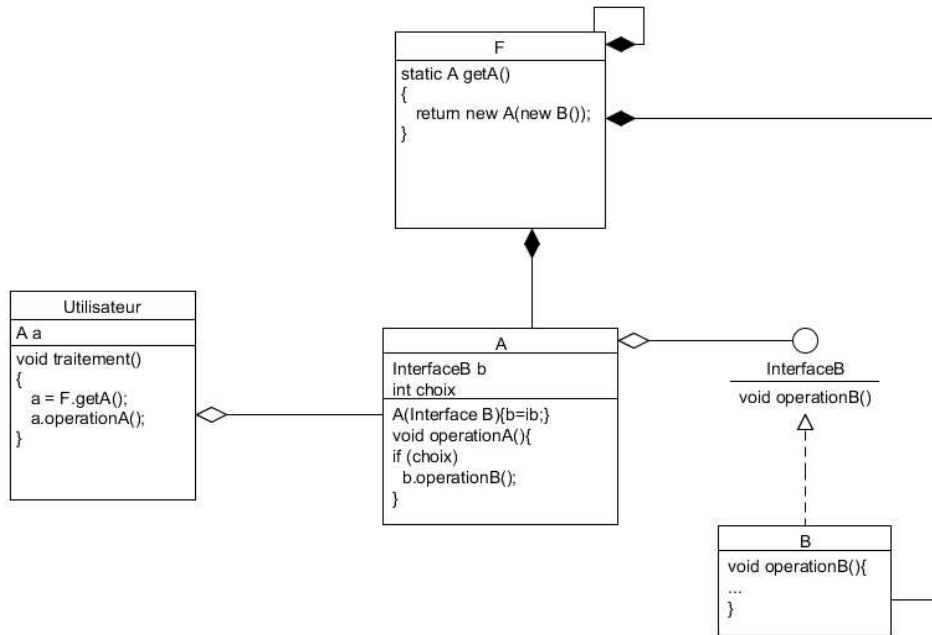 F
static A getA()
{
return new A(new B());
}
Utilisateur
A a
void traitement()
{
a = F.getA();
a.operationA();
}
A
InterfaceB b
int choix
A(Interface B){b=ib;}
void operationA(){
if (choix)
b.operationB();
}
InterfaceB
void operationB()
B
void operationB(){
...
}